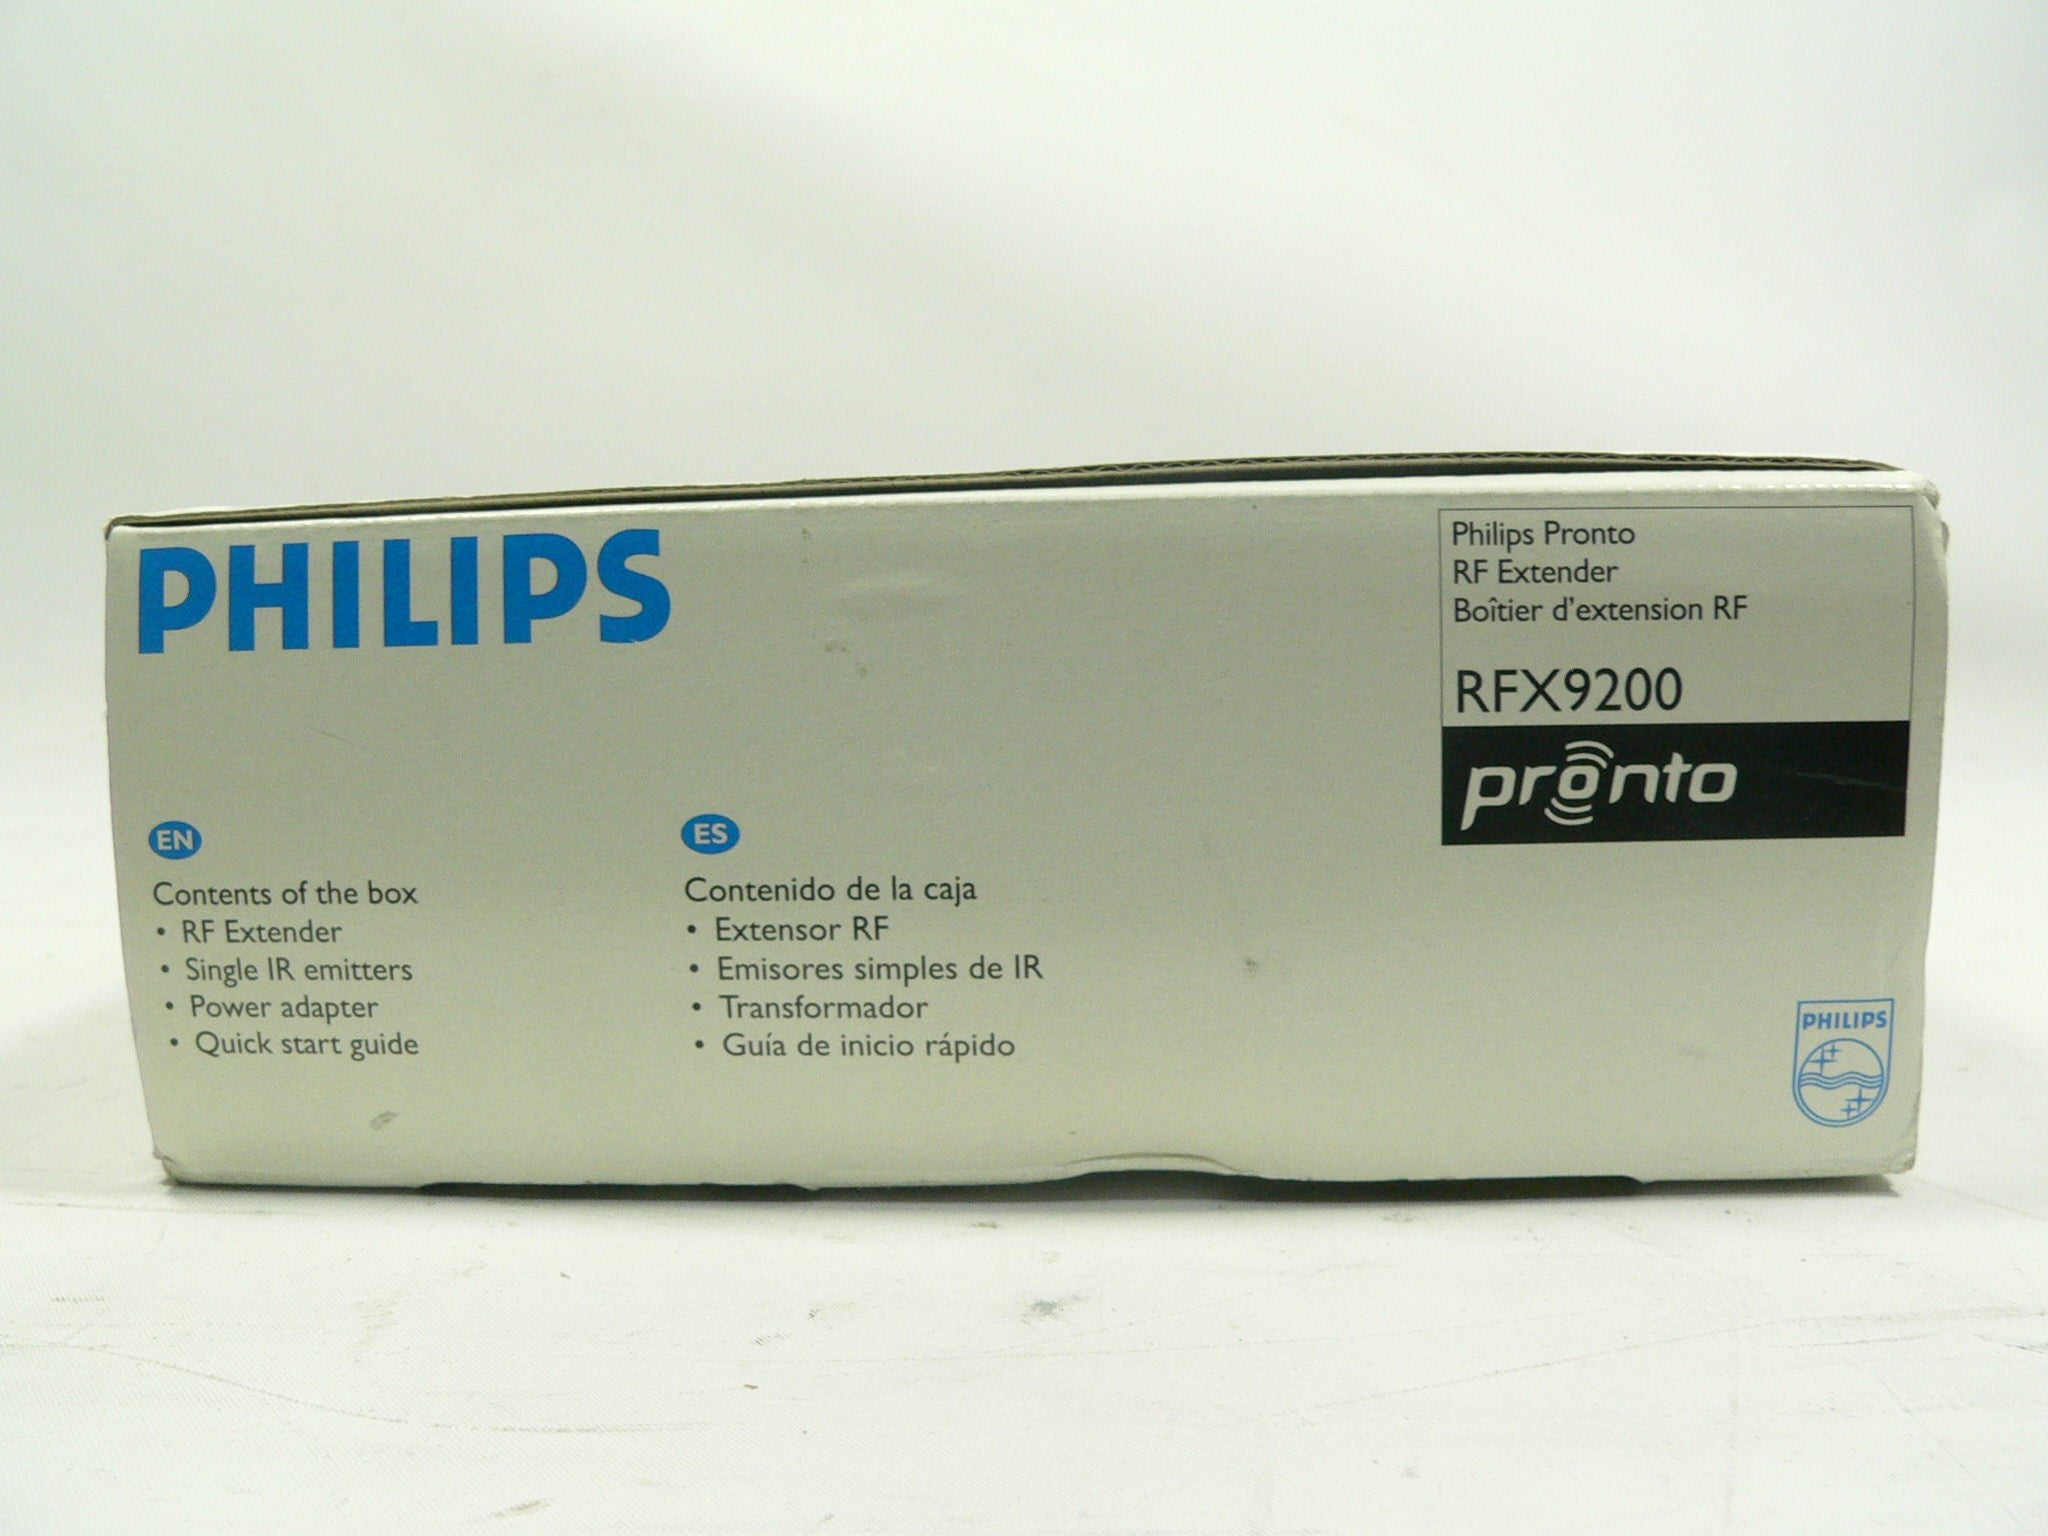 PHILIPS
Philips Pronto
RF Extender
Boîtier d'extension RF
RFX9200
pronto
EN
Contents of the box
• RF Extender
• Single IR emitters
• Power adapter
• Quick start guide
ES
Contenido de la caja
• Extensor RF
• Emisores simples de IR
• Transformador
• Guía de inicio rápido
PHILIPS